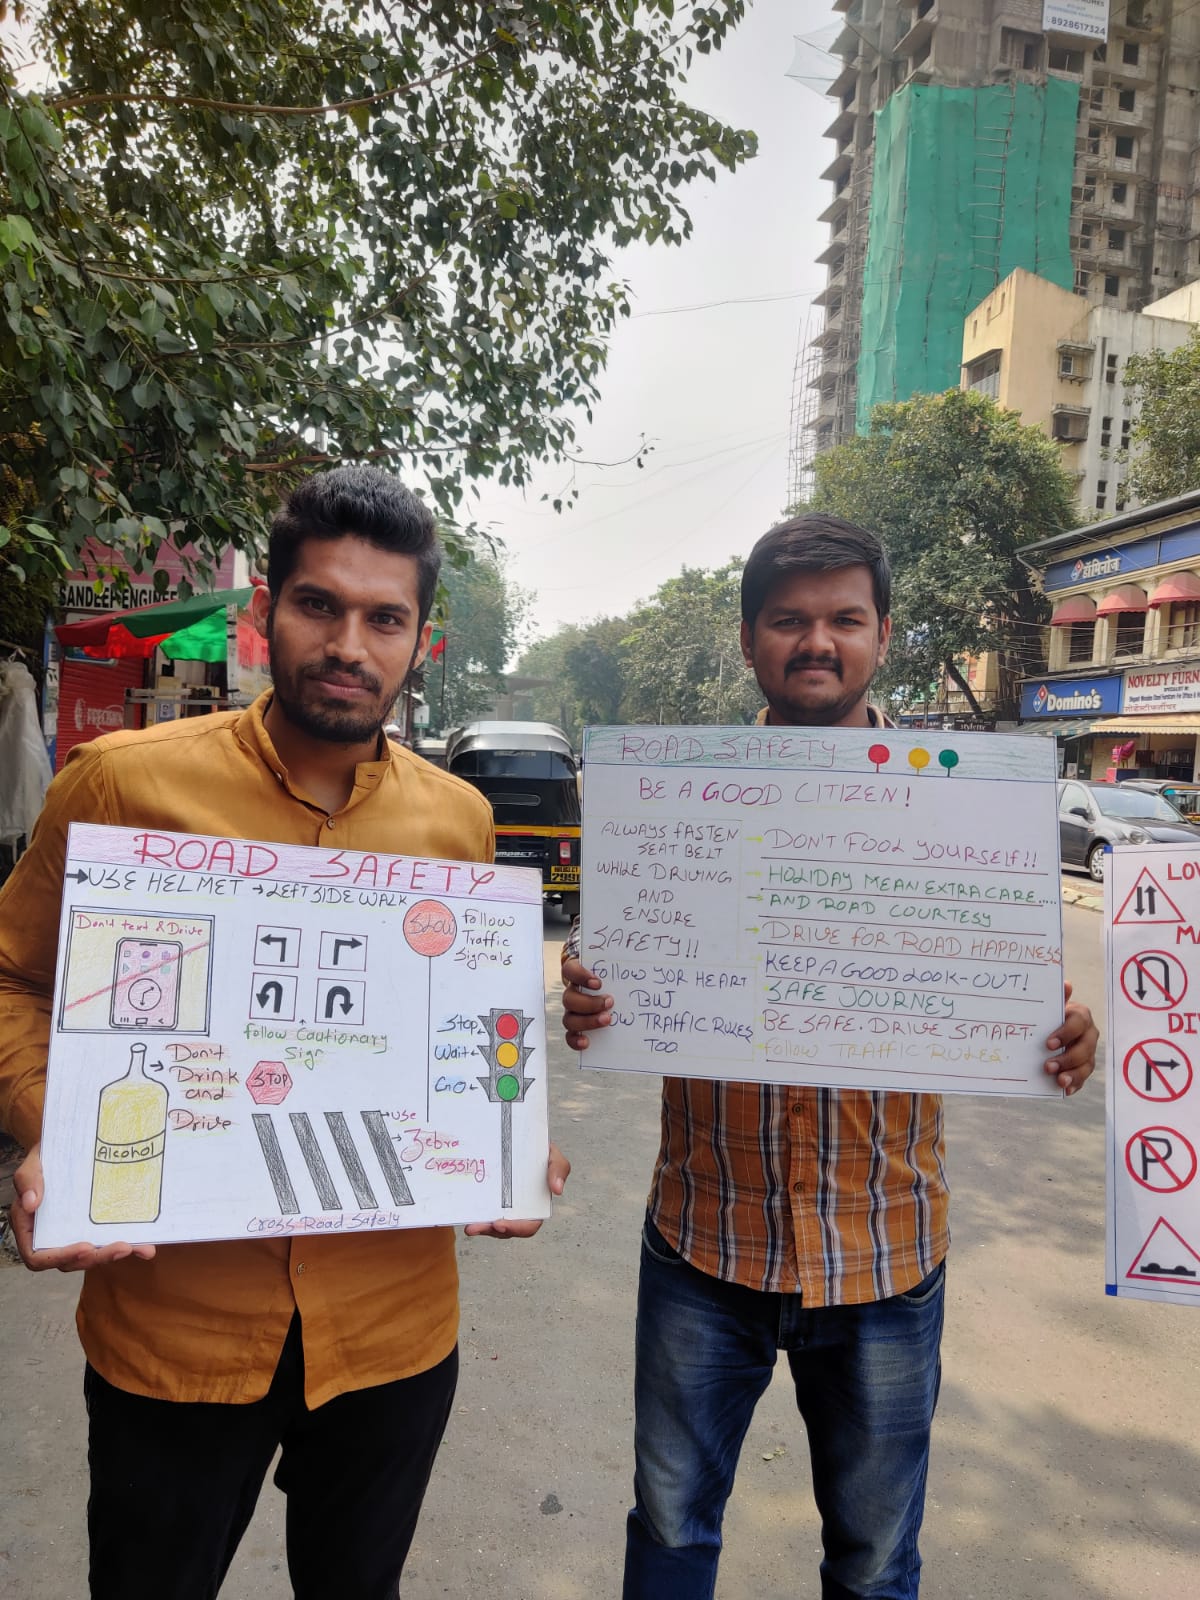 8928617324
SANDEEP ENGINEE
डॉमिनोज़
Domino's
NOVELTY FURN
ROAD SAFETY
USE HELMET → LEFT SIDE WALK
Don't text & Drive
SLOW
follow
Traffic
Signals
follow Cautionary
Sign
Stop
Wait
Go
Don't
Drink
and
Drive
STOP
Alcohol
use
Zebra
Crossing
Cross Road Safely
ROAD SAFETY
BE A GOOD CITIZEN!
ALWAYS FASTEN
SEAT BELT
WHILE DRIVING
AND
ENSURE
SAFETY!!
FOLLOW YOR HEART
BUT
OW TRAFFIC RULES
TOO
DON'T FOOL YOURSELF!!
HOLIDAY MEAN EXTRA CARE.....
AND ROAD COURTESY
DRIVE FOR ROAD HAPPINESS
KEEP A GOOD LOOK-OUT!
SAFE JOURNEY
BE SAFE. DRIVE SMART.
FOLLOW TRAFFIC RULES.
LOV
MA
DIV
P